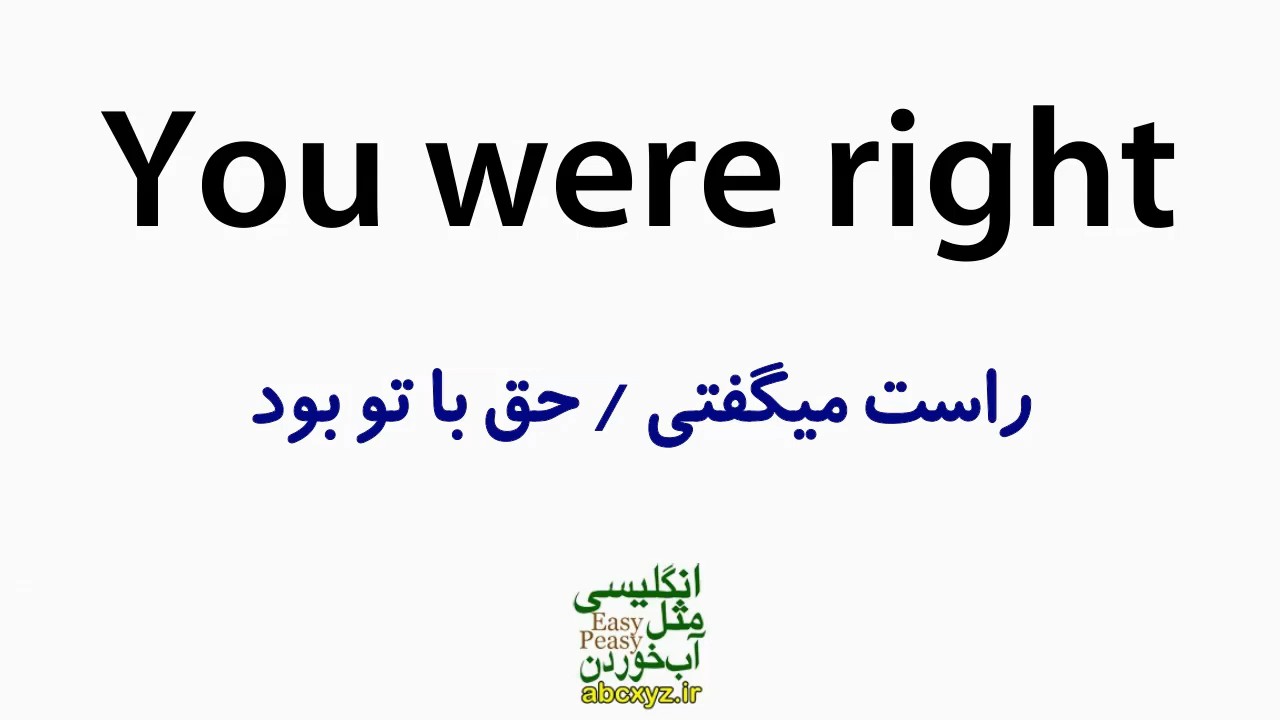 You were right
راست میگفتی / حق با تو بود
انگلیسی
مثل Easy
Peasy
آب‌خوردن
abcxyz.ir